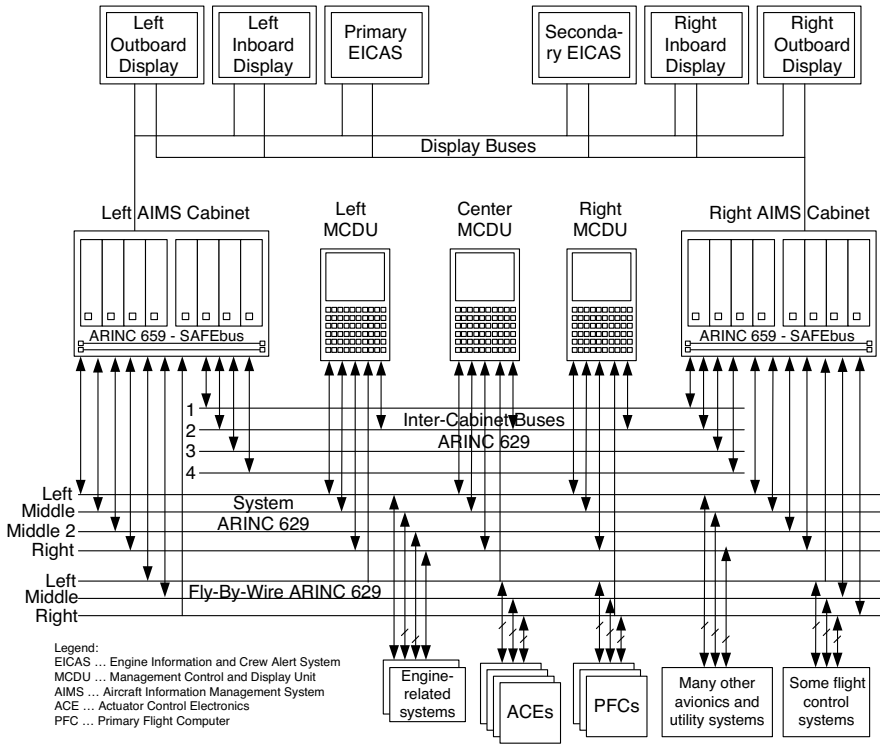 Left
Outboard
Display
Left
Inboard
Display
Primary
EICAS
Seconda-
ry EICAS
Right
Inboard
Display
Right
Outboard
Display
Display Buses
Left AIMS Cabinet
Left
MCDU
Center
MCDU
Right
MCDU
Right AIMS Cabinet
ARINC 659 - SAFEbus
ARINC 659 - SAFEbus
1
2
3
4
Inter-Cabinet Buses
ARINC 629
Left
Middle
Middle 2
Right
System
ARINC 629
Left
Middle
Right
Fly-By-Wire ARINC 629
Legend:
EICAS … Engine Information and Crew Alert System
MCDU … Management Control and Display Unit
AIMS … Aircraft Information Management System
ACE … Actuator Control Electronics
PFC … Primary Flight Computer
Engine-
related
systems
ACEs
PFCs
Many other
avionics and
utility systems
Some flight
control
systems